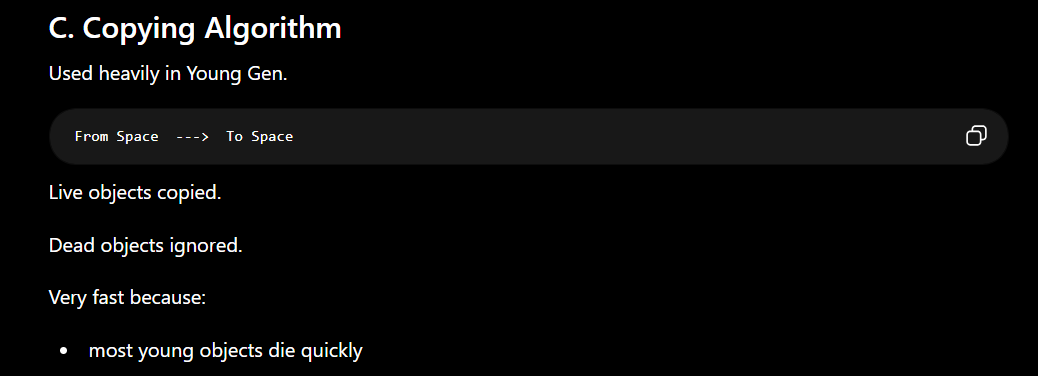 C. Copying Algorithm
Used heavily in Young Gen.
From Space  --->  To Space
Live objects copied.
Dead objects ignored.
Very fast because:
• most young objects die quickly